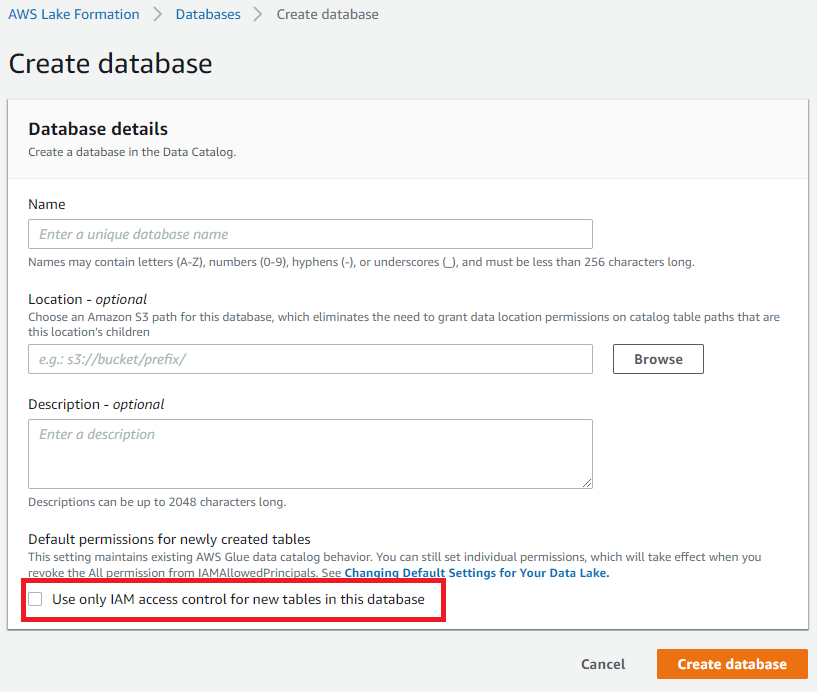 AWS Lake Formation > Databases > Create database
Create database
Database details
Create a database in the Data Catalog.
Name
Enter a unique database name
Names may contain letters (A-Z), numbers (0-9), hyphens (-), or underscores (_), and must be less than 256 characters long.
Location - optional
Choose an Amazon S3 path for this database, which eliminates the need to grant data location permissions on catalog table paths that are
this location's children
e.g.: s3://bucket/prefix/ Browse
Description - optional
Enter a description
Descriptions can be up to 2048 characters long.
Default permissions for newly created tables
This setting maintains existing AWS Glue data catalog behavior. You can still set individual permissions, which will take effect when you
revoke the All permission from IAMAllowedPrincipals. See Changing Default Settings for Your Data Lake.
Use only IAM access control for new tables in this database
Cancel Create database